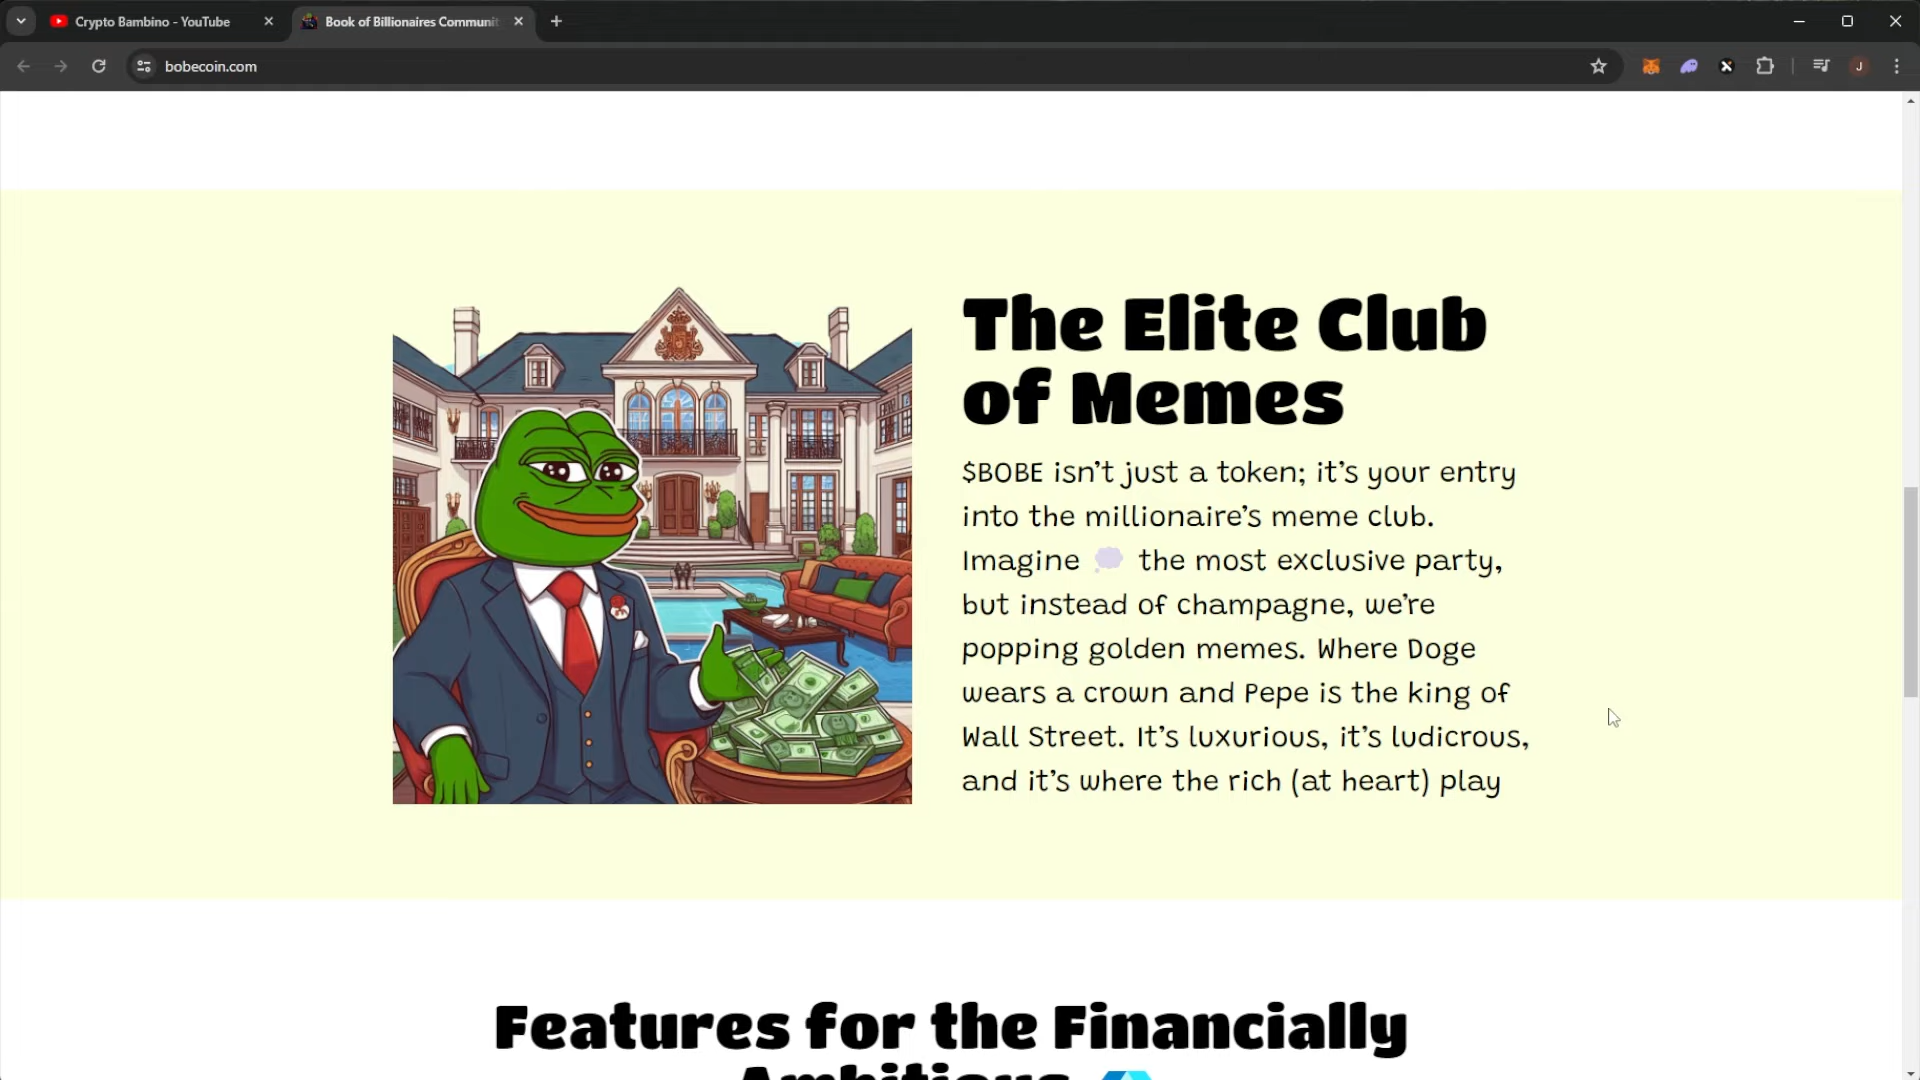 Crypto Bambino - YouTube
Book of Billionaires Communit
bobecoin.com
J
The Elite Club
of Memes
$BOBE isn't just a token; it's your entry
into the millionaire's meme club.
Imagine 💭 the most exclusive party,
but instead of champagne, we're
popping golden memes. Where Doge
wears a crown and Pepe is the king of
Wall Street. It's luxurious, it's ludicrous,
and it's where the rich (at heart) play
Features for the Financially
Ambitious